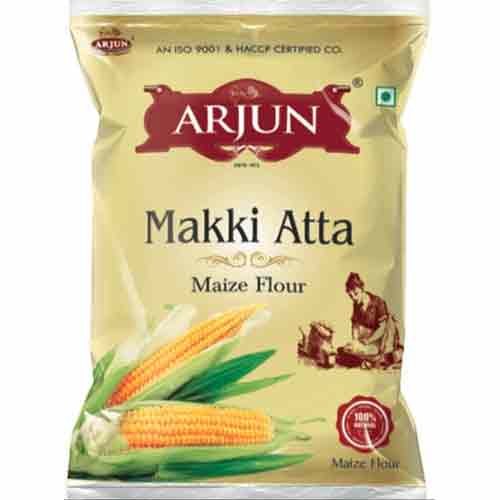 ARJUN
AN ISO 9001 & HACCP CERTIFIED CO.
ARJUN
®
Makki Atta
Maize Flour
100%
NATURAL
Maize Flour